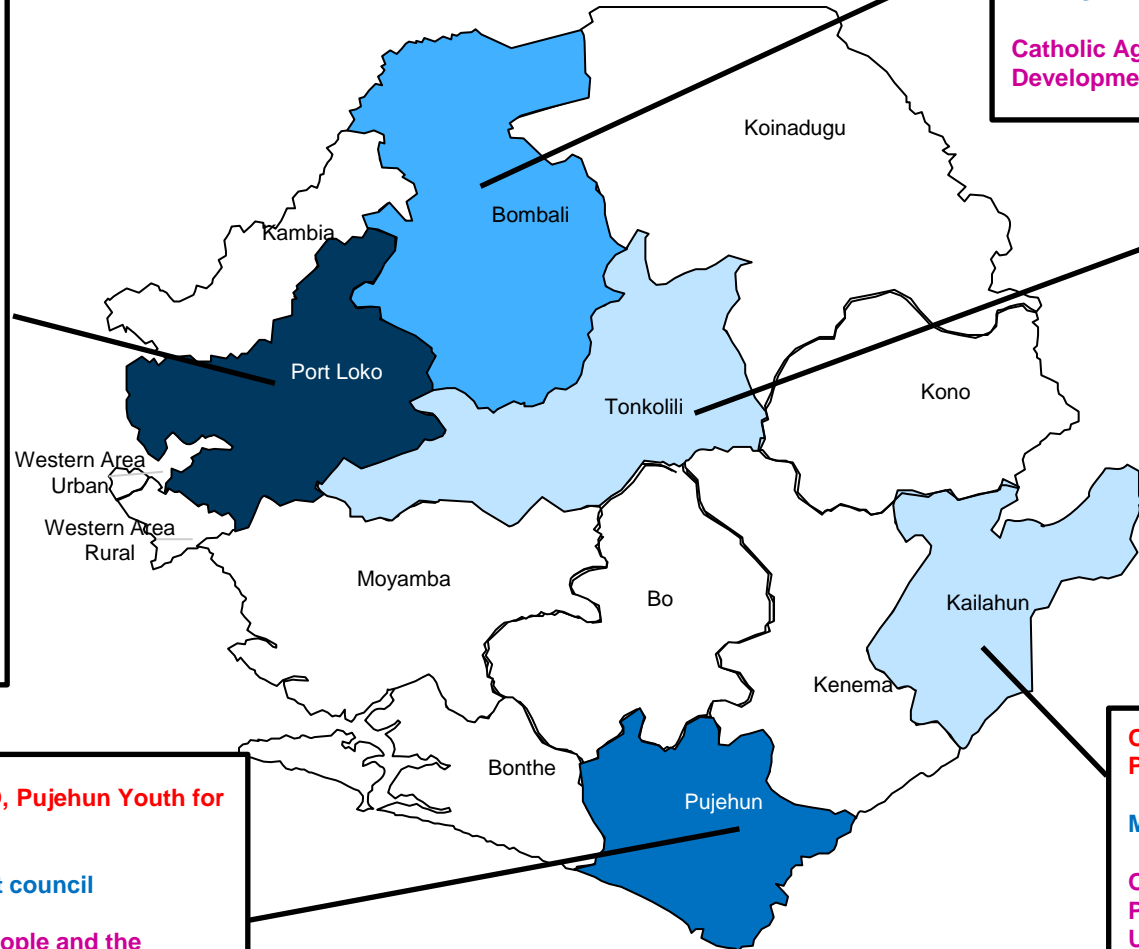 Catholic Ag
Developme
Koinadugu
Bombali
Kambia
Port Loko
Kono
Tonkolili
Western Area
Urban
Western Area
Rural
Moyamba
Bo
Kailahun
Kenema
Bonthe
Pujehun
, Pujehun Youth for
council
ople and the
C
P
M
C
P
U